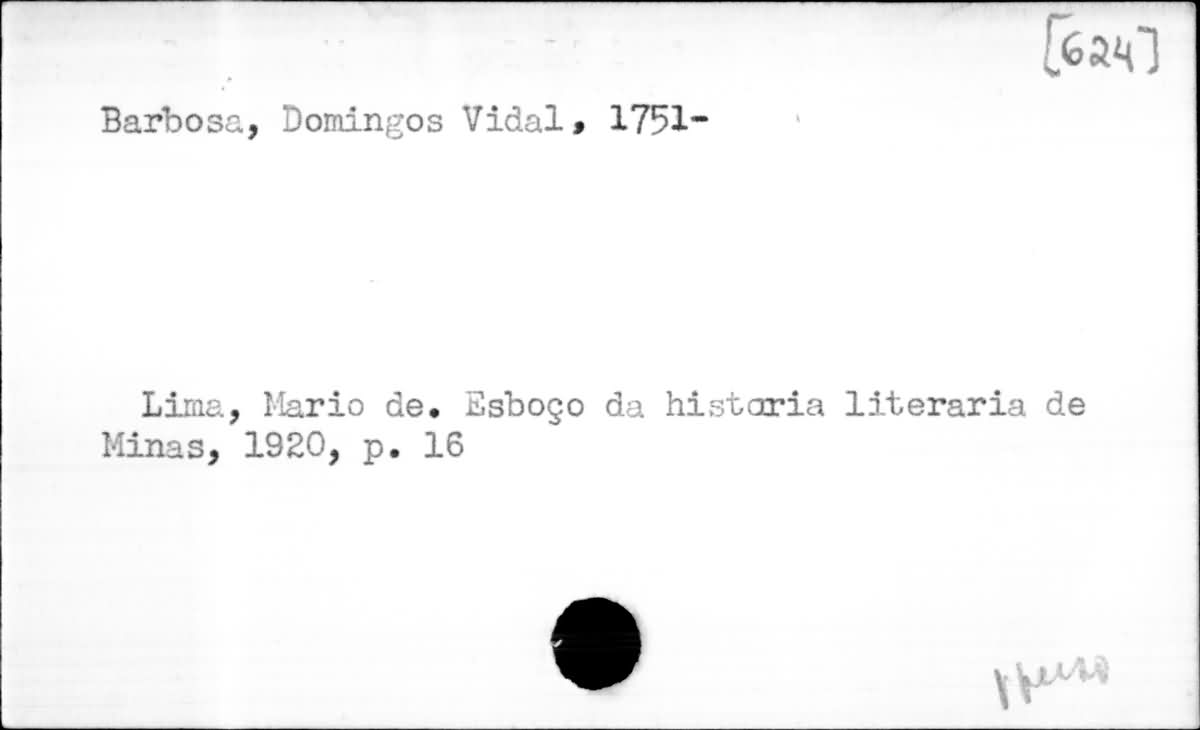 [624]
Barbosa, Domingos Vidal, 1751-
Lima, Mario de. Esboço da historia literaria de
Minas, 1920, p. 16